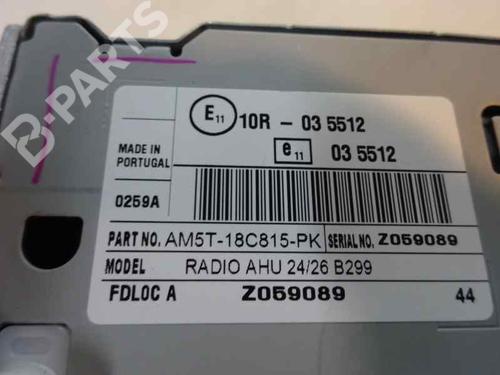 B-PARTS
E11 10R - 03 5512
e11 03 5512
MADE IN
PORTUGAL
0259A
PART NO. AM5T-18C815-PK SERIAL NO. Z059089
MODEL RADIO AHU 24/26 B299
FDLOC A Z059089 44